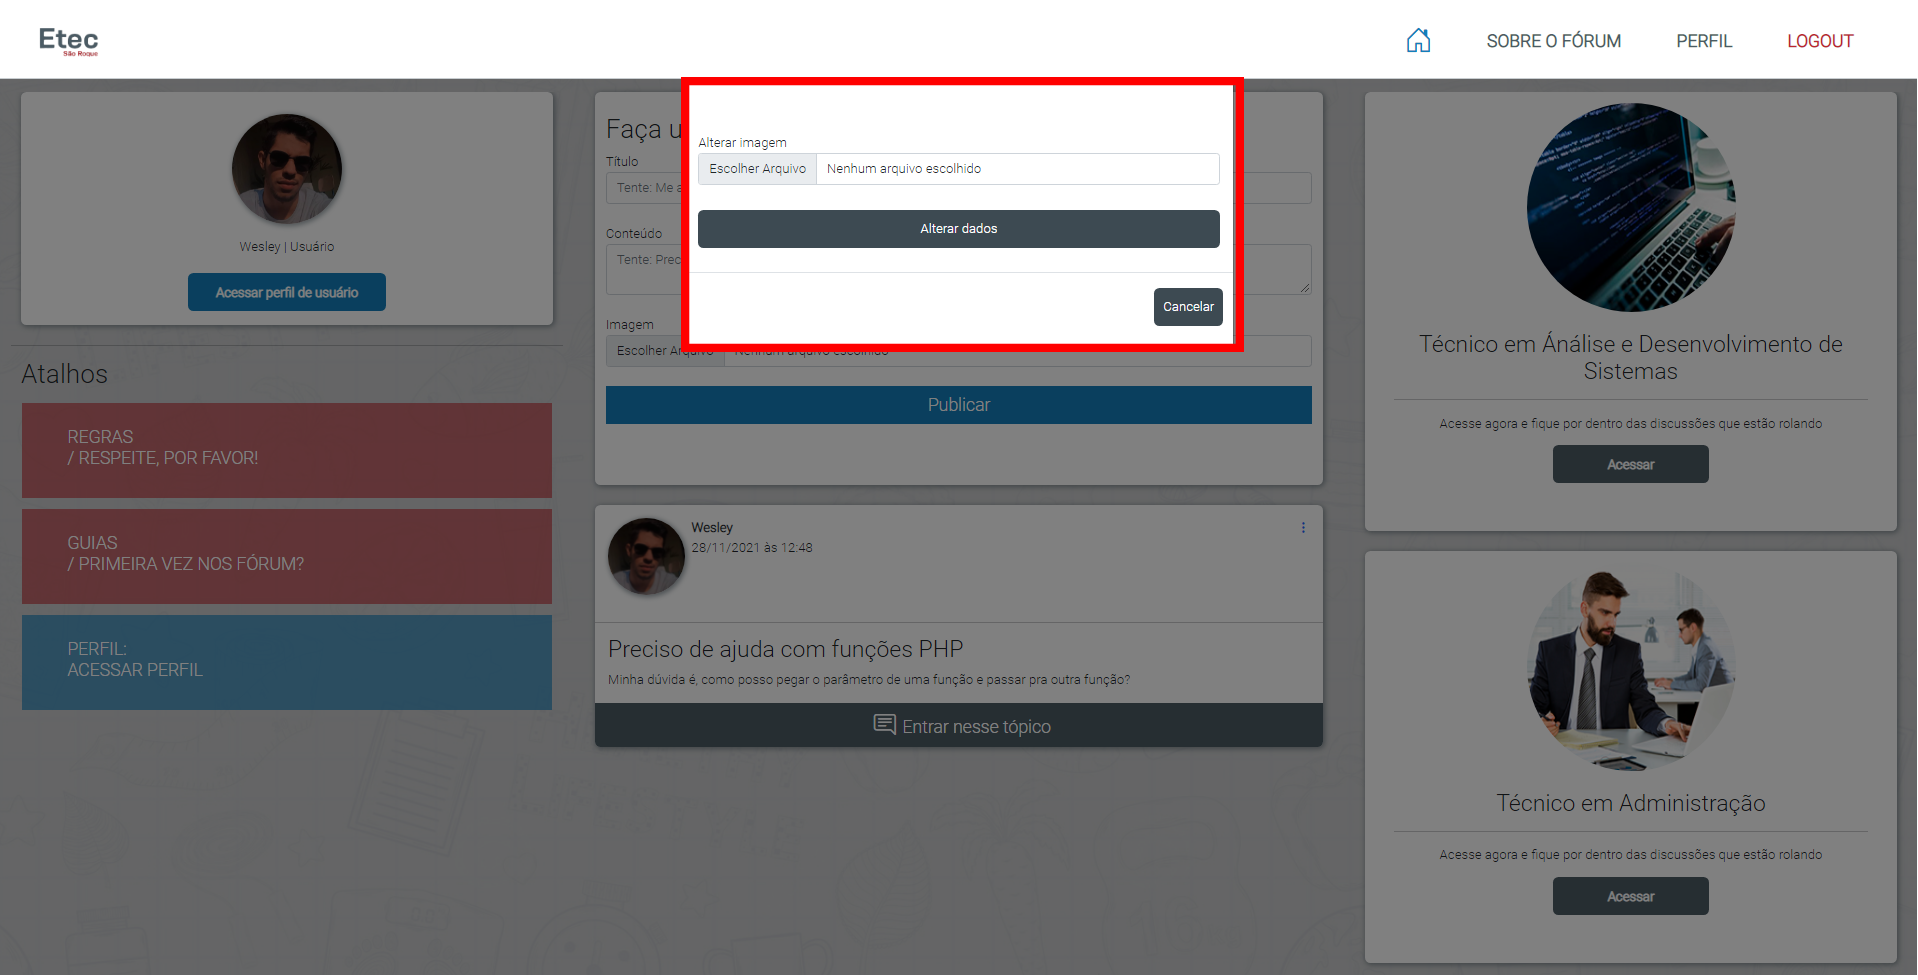 Etec
São Roque
SOBRE O FÓRUM
PERFIL
LOGOUT
Wesley | Usuário
Acessar perfil de usuário
Atalhos
REGRAS
/ RESPEITE, POR FAVOR!
GUIAS
/ PRIMEIRA VEZ NOS FÓRUM?
PERFIL:
ACESSAR PERFIL
Faça u
Título
Tente: Me a
Conteúdo
Tente: Prec
Imagem
Escolher Arquivo Nenhum arquivo escolhido
Publicar
Alterar imagem
Escolher Arquivo Nenhum arquivo escolhido
Alterar dados
Cancelar
Wesley
28/11/2021 às 12:48
Preciso de ajuda com funções PHP
Minha dúvida é, como posso pegar o parâmetro de uma função e passar pra outra função?
Entrar nesse tópico
Técnico em Ánálise e Desenvolvimento de
Sistemas
Acesse agora e fique por dentro das discussões que estão rolando
Acessar
Técnico em Administração
Acesse agora e fique por dentro das discussões que estão rolando
Acessar